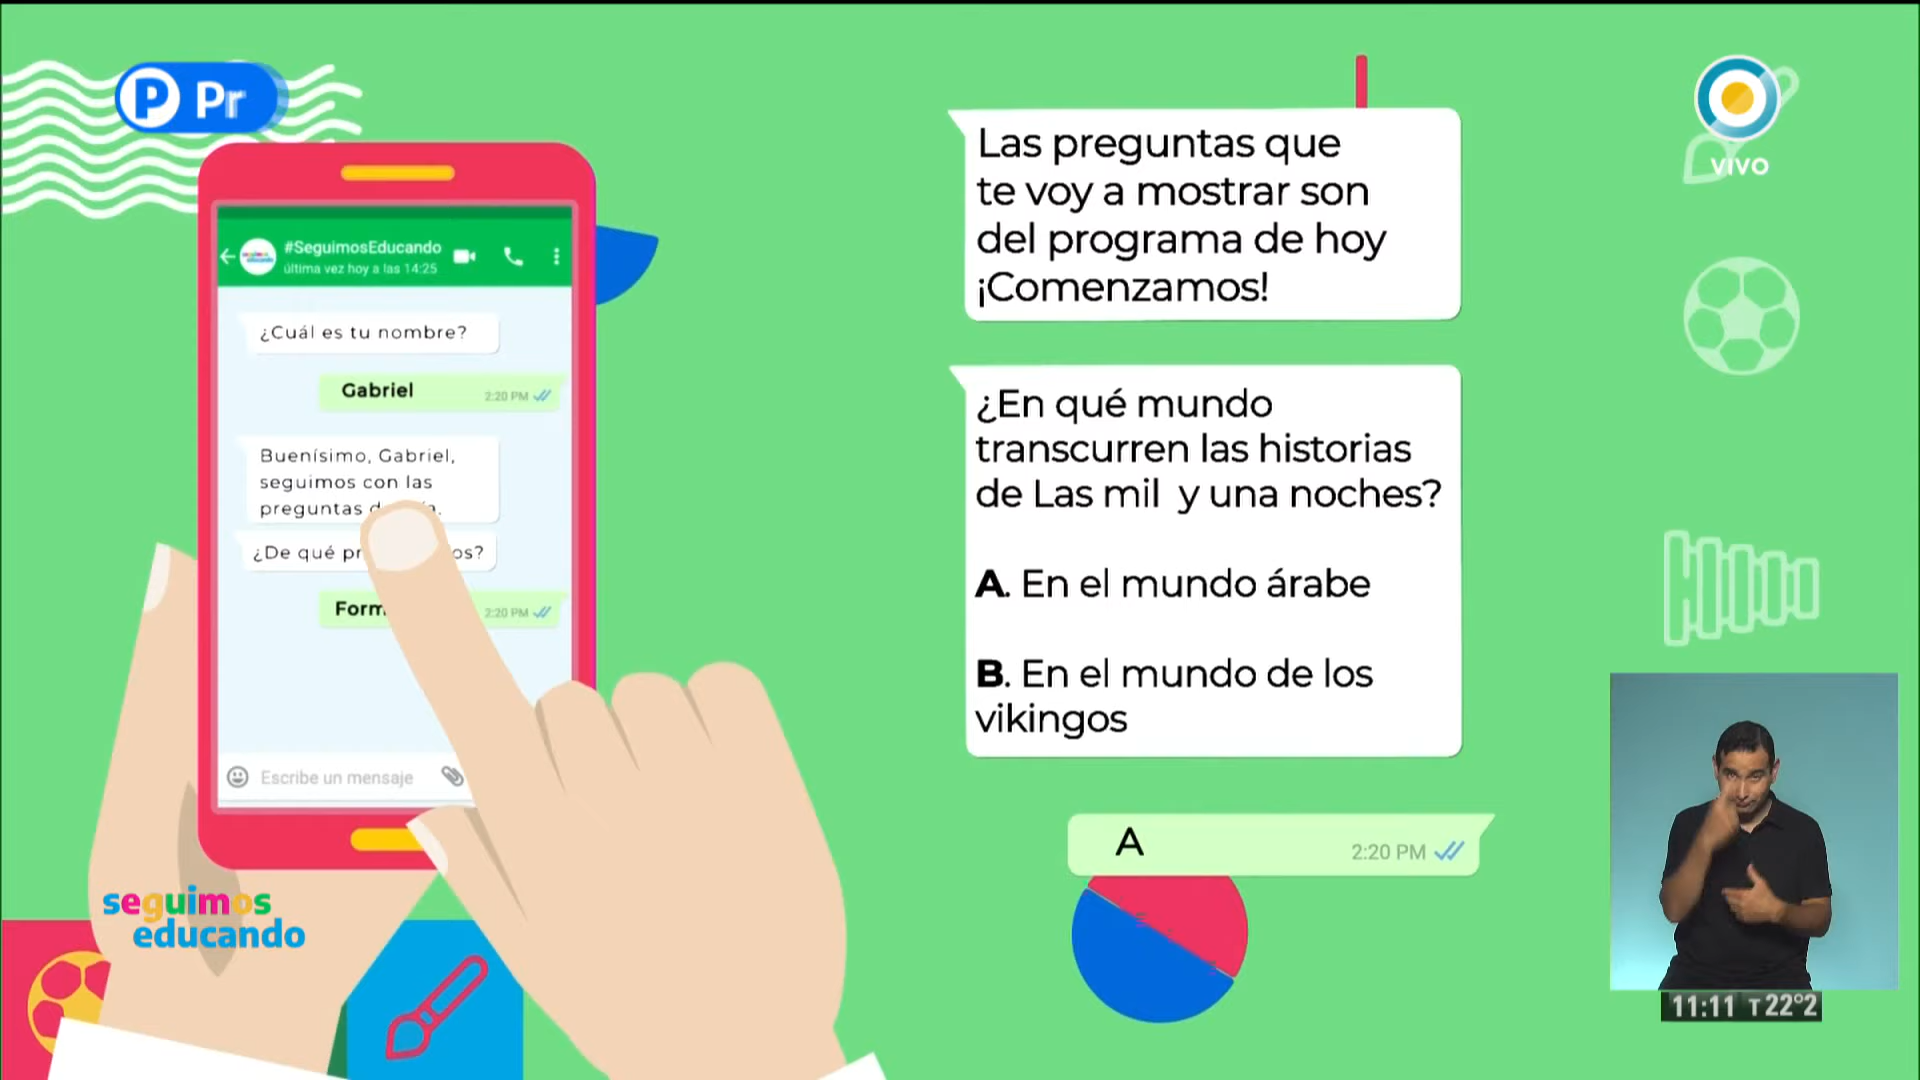 P Pr
VIVO
#SeguimosEducando
última vez hoy a las 14:25
¿Cuál es tu nombre?
Gabriel 2:20 PM
Buenísimo, Gabriel,
seguimos con las
preguntas
¿De qué
2:20 PM
Escribe un mensaje
seguimos
educando
Las preguntas que
te voy a mostrar son
del programa de hoy
¡Comenzamos!
¿En qué mundo
transcurren las historias
de Las mil y una noches?
A. En el mundo árabe
B. En el mundo de los
vikingos
A 2:20 PM
11:11 T 22º2